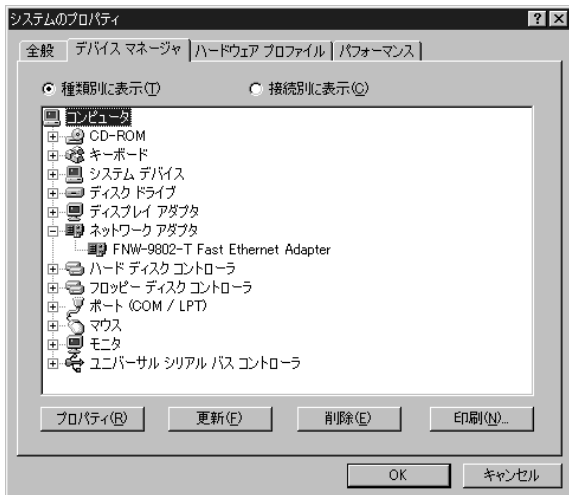 システムのプロパティ
全般 デバイス マネージャ ハードウェア プロファイル パフォーマンス
種類別に表示(T) 接続別に表示(C)
コンピュータ
CD-ROM
キーボード
システム デバイス
ディスク ドライブ
ディスプレイ アダプタ
ネットワーク アダプタ
FNW-9802-T Fast Ethernet Adapter
ハード ディスク コントローラ
フロッピー ディスク コントローラ
ポート (COM / LPT)
マウス
モニタ
ユニバーサル シリアル バス コントローラ
プロパティ(R) 更新(F) 削除(E) 印刷(N)...
OK キャンセル